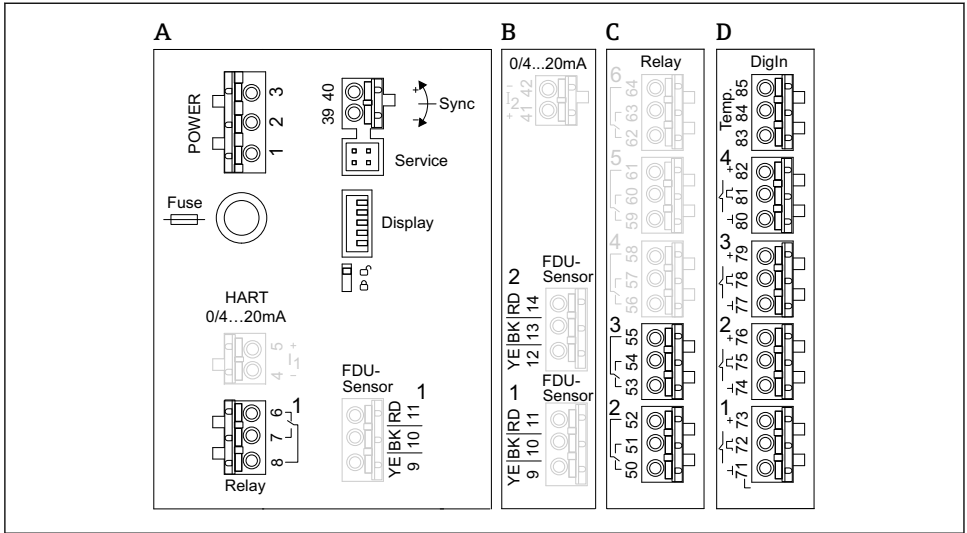 A
B
C
D
POWER
3
2
1
39 40
+
-
Sync
Service
Fuse
Display
HART
0/4...20mA
5 +
4 -
1
6
7
8
1
Relay
FDU-
Sensor
1
YE BK RD
9 10 11
0/4...20mA
- 42
2
+ 41
2
FDU-
Sensor
YE BK RD
12 13 14
1
FDU-
Sensor
YE BK RD
9 10 11
Relay
6
62 63 64
5
59 60 61
4
56 57 58
3
53 54 55
2
50 51 52
DigIn
Temp.
83 84 85
4
80 81 82
+
3
77 78 79
+
2
74 75 76
+
1
71 72 73
+